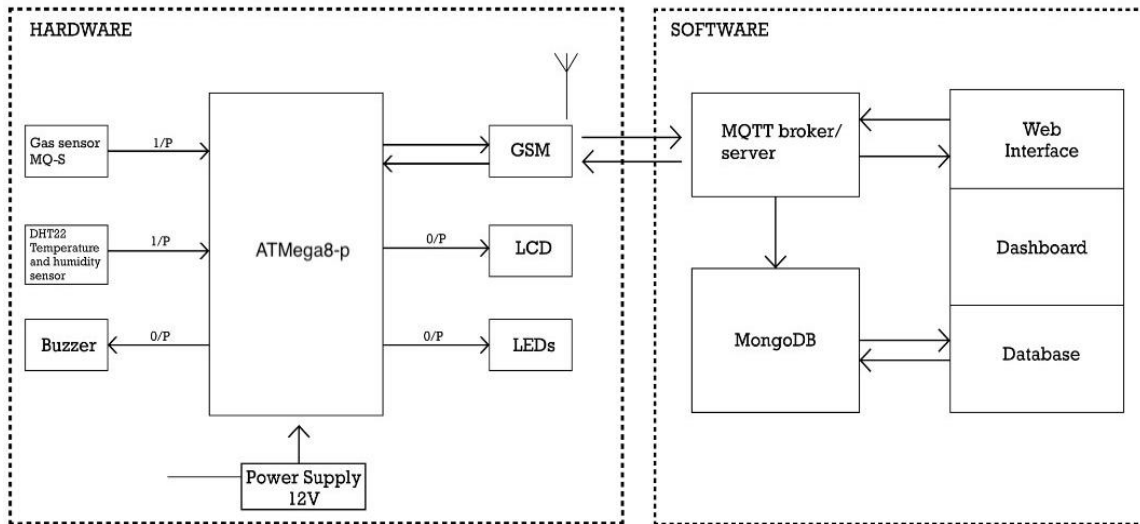 HARDWARE
Gas sensor
MQ-S
1/P
DHT22
Temperature
and humidity
sensor
1/P
Buzzer
0/P
ATMega8-p
GSM
0/P
LCD
0/P
LEDs
Power Supply
12V
SOFTWARE
MQTT broker/
server
MongoDB
Web
Interface
Dashboard
Database